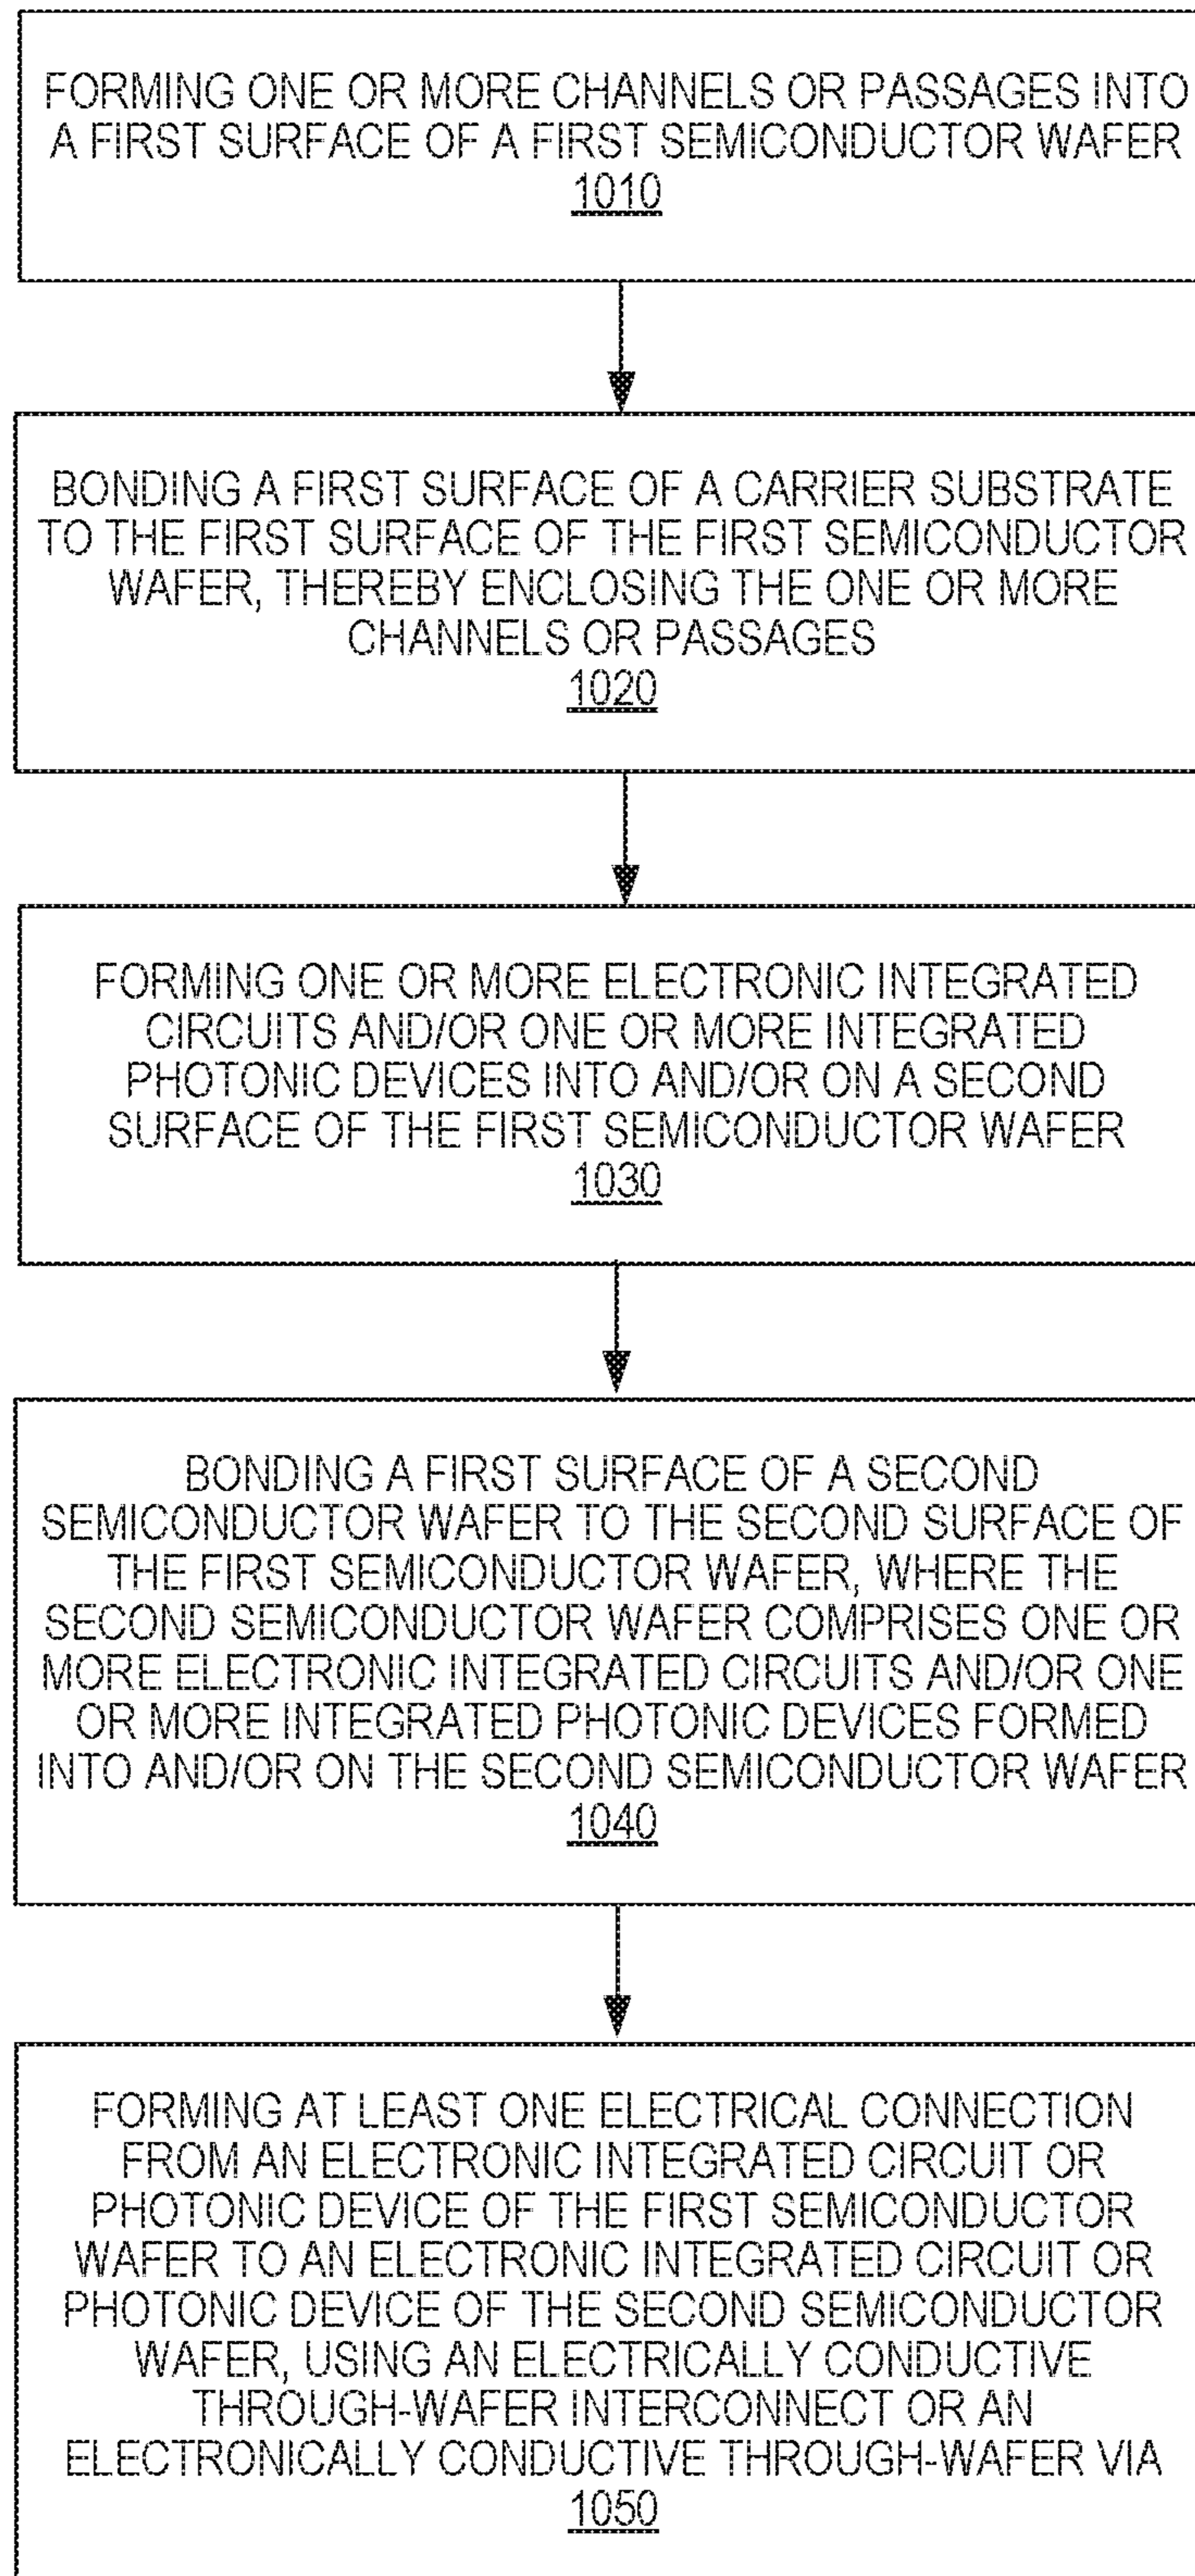 FORMING ONE OR MORE CHANNELS OR PASSAGES INTO
A FIRST SURFACE OF A FIRST SEMICONDUCTOR WAFER
1010
BONDING A FIRST SURFACE OF A CARRIER SUBSTRATE
TO THE FIRST SURFACE OF THE FIRST SEMICONDUCTOR
WAFER, THEREBY ENCLOSING THE ONE OR MORE
CHANNELS OR PASSAGES
1020
FORMING ONE OR MORE ELECTRONIC INTEGRATED
CIRCUITS AND/OR ONE OR MORE INTEGRATED
PHOTONIC DEVICES INTO AND/OR ON A SECOND
SURFACE OF THE FIRST SEMICONDUCTOR WAFER
1030
BONDING A FIRST SURFACE OF A SECOND
SEMICONDUCTOR WAFER TO THE SECOND SURFACE OF
THE FIRST SEMICONDUCTOR WAFER, WHERE THE
SECOND SEMICONDUCTOR WAFER COMPRISES ONE OR
MORE ELECTRONIC INTEGRATED CIRCUITS AND/OR ONE
OR MORE INTEGRATED PHOTONIC DEVICES FORMED
INTO AND/OR ON THE SECOND SEMICONDUCTOR WAFER
1040
FORMING AT LEAST ONE ELECTRICAL CONNECTION
FROM AN ELECTRONIC INTEGRATED CIRCUIT OR
PHOTONIC DEVICE OF THE FIRST SEMICONDUCTOR
WAFER TO AN ELECTRONIC INTEGRATED CIRCUIT OR
PHOTONIC DEVICE OF THE SECOND SEMICONDUCTOR
WAFER, USING AN ELECTRICALLY CONDUCTIVE
THROUGH-WAFER INTERCONNECT OR AN
ELECTRONICALLY CONDUCTIVE THROUGH-WAFER VIA
1050